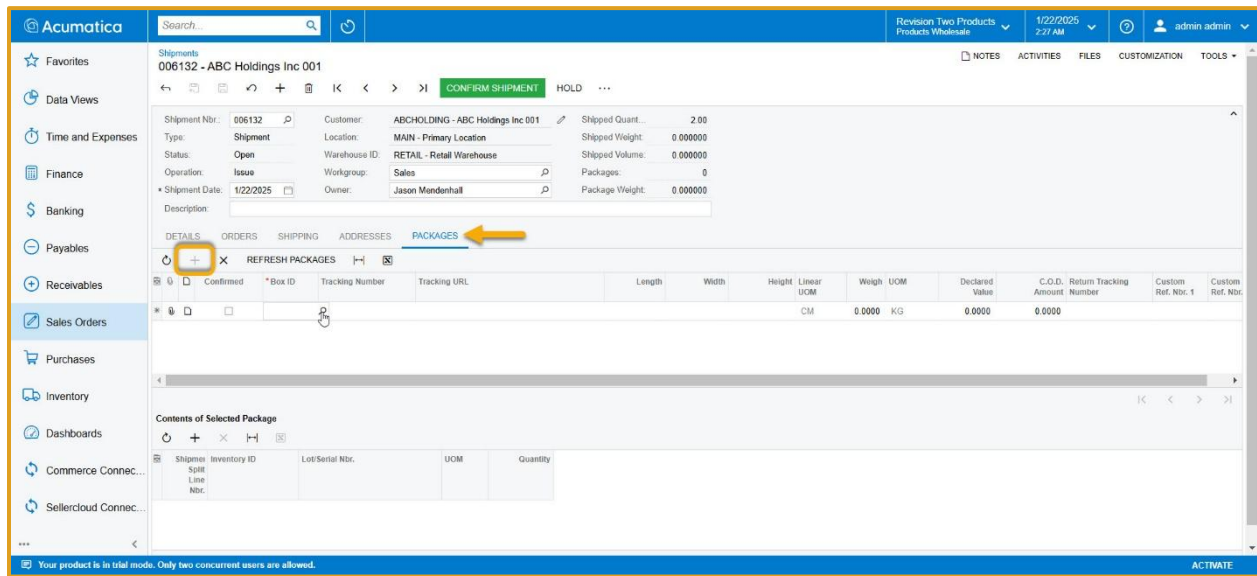 Acumatica
Search...
Revision Two Products
Products Wholesale
1/22/2025
2:27 AM
admin admin
Favorites
Data Views
Time and Expenses
Finance
Banking
Payables
Receivables
Sales Orders
Purchases
Inventory
Dashboards
Commerce Connec...
Sellercloud Connec...
Shipments
006132 - ABC Holdings Inc 001
NOTES ACTIVITIES FILES CUSTOMIZATION TOOLS
CONFIRM SHIPMENT HOLD ...
Shipment Nbr.: 006132 Customer: ABCHOLDING - ABC Holdings Inc 001 Shipped Quant... 2.00
Type: Shipment Location: MAIN - Primary Location Shipped Weight: 0.000000
Status: Open Warehouse ID: RETAIL - Retail Warehouse Shipped Volume: 0.000000
Operation: Issue Workgroup: Sales Packages: 0
* Shipment Date: 1/22/2025 Owner: Jason Mendenhall Package Weight: 0.000000
Description:
DETAILS ORDERS SHIPPING ADDRESSES PACKAGES
REFRESH PACKAGES
Confirmed *Box ID Tracking Number Tracking URL Length Width Height Linear UOM Weigh UOM Declared Value C.O.D. Amount Return Tracking Number Custom Ref. Nbr. 1 Custom Ref. Nbr.
CM 0.0000 KG 0.0000 0.0000
Contents of Selected Package
Shipmen Split Line Nbr. Inventory ID Lot/Serial Nbr. UOM Quantity
Your product is in trial mode. Only two concurrent users are allowed. ACTIVATE